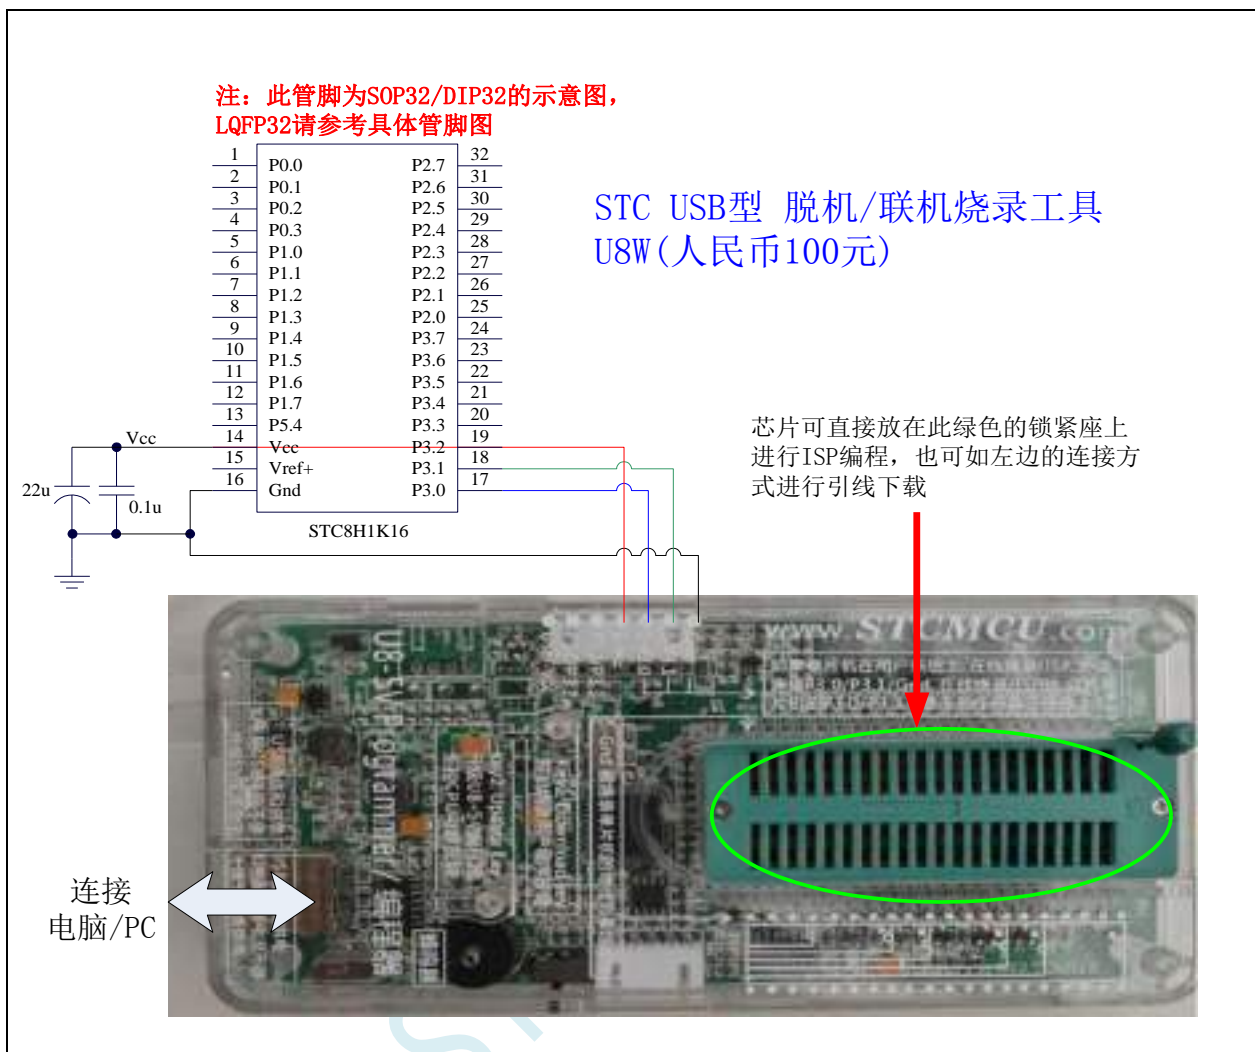 注: 此管脚为SOP32/DIP32的示意图,
LQFP32请参考具体管脚图
STC USB型 脱机/联机烧录工具
U8W(人民币100元)
1 P0.0 P2.7 32
2 P0.1 P2.6 31
3 P0.2 P2.5 30
4 P0.3 P2.4 29
5 P1.0 P2.3 28
6 P1.1 P2.2 27
7 P1.2 P2.1 26
8 P1.3 P2.0 25
9 P1.4 P3.7 24
10 P1.5 P3.6 23
11 P1.6 P3.5 22
12 P1.7 P3.4 21
13 P5.4 P3.3 20
14 Vcc P3.2 19
15 Vref+ P3.1 18
16 Gnd P3.0 17
Vcc
22u
0.1u
STC8H1K16
芯片可直接放在此绿色的锁紧座上
进行ISP编程, 也可如左边的连接方
式进行引线下载
www.STCMCU.com
连接
电脑/PC